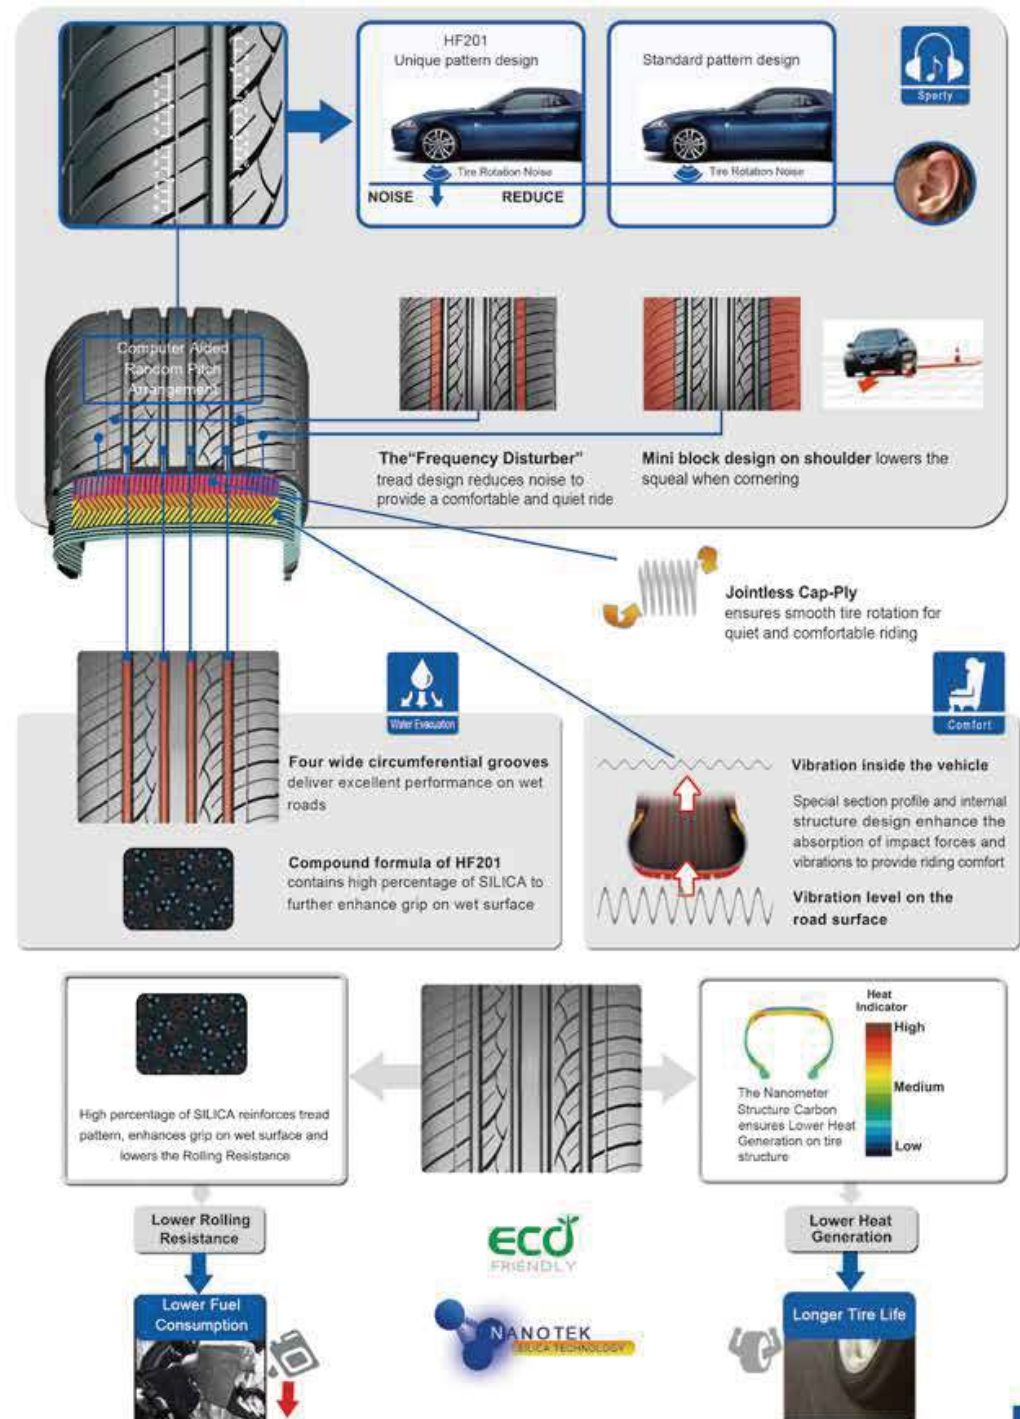 HF201
Unique pattern design
Standard pattern design
Sporty
Tire Rotation Noise
Tire Rotation Noise
NOISE
REDUCE
Computer Aided
Random Pitch
Arrangement
The"Frequency Disturber"
tread design reduces noise to
provide a comfortable and quiet ride
Mini block design on shoulder lowers the
squeal when cornering
Jointless Cap-Ply
ensures smooth tire rotation for
quiet and comfortable riding
Water Evacuation
Comfort
Four wide circumferential grooves
deliver excellent performance on wet
roads
Compound formula of HF201
contains high percentage of SILICA to
further enhance grip on wet surface
Vibration inside the vehicle
Special section profile and internal
structure design enhance the
absorption of impact forces and
vibrations to provide riding comfort
Vibration level on the
road surface
High percentage of SILICA reinforces tread
pattern, enhances grip on wet surface and
lowers the Rolling Resistance
Heat
Indicator
High
Medium
Low
The Nanometer
Structure Carbon
ensures Lower Heat
Generation on tire
structure
Lower Rolling
Resistance
Lower Fuel
Consumption
ECO
FRIENDLY
NANOTEK
SILICA TECHNOLOGY
Lower Heat
Generation
Longer Tire Life